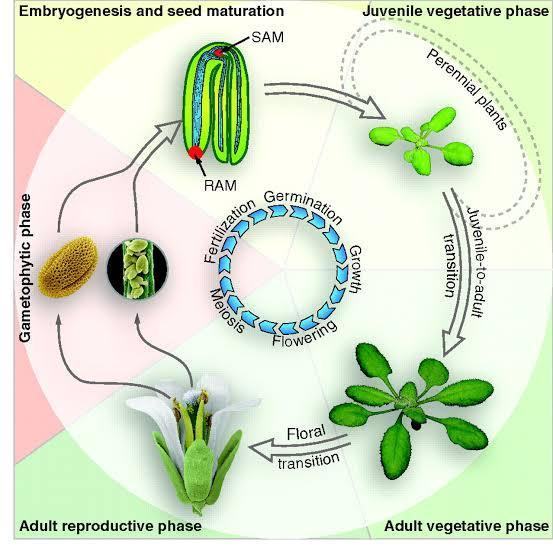 Embryogenesis and seed maturation
Juvenile vegetative phase
SAM
Perennial plants
RAM
Gametophytic phase
Fertilization
Germination
Growth
Flowering
Meiosis
Juvenile-to-adult
transition
Floral
transition
Adult reproductive phase
Adult vegetative phase